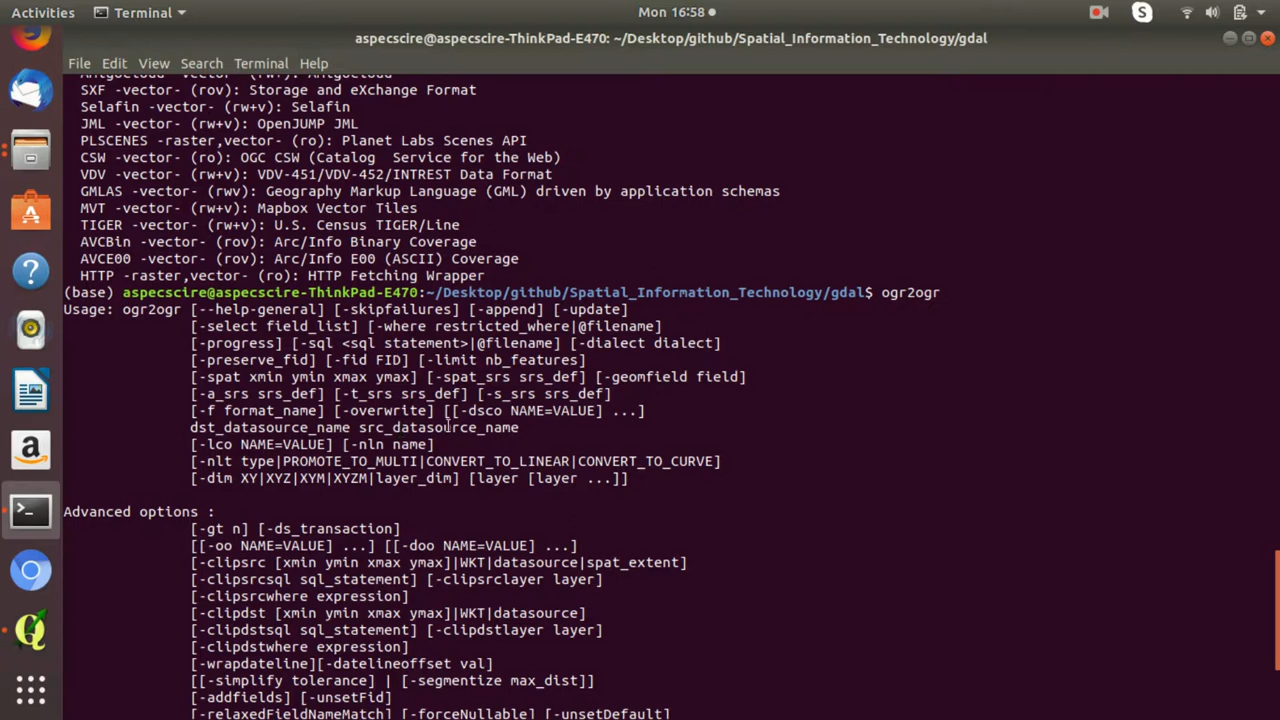 Activities Terminal Mon 16:58
aspecscire@aspecscire-ThinkPad-E470: ~/Desktop/github/Spatial_Information_Technology/gdal
File Edit View Search Terminal Help
SXF -vector- (rov): Storage and eXchange Format
Selafin -vector- (rw+v): Selafin
JML -vector- (rw+v): OpenJUMP JML
PLSCENES -raster,vector- (ro): Planet Labs Scenes API
CSW -vector- (ro): OGC CSW (Catalog  Service for the Web)
VDV -vector- (rw+v): VDV-451/VDV-452/INTREST Data Format
GMLAS -vector- (rwv): Geography Markup Language (GML) driven by application schemas
MVT -vector- (rw+v): Mapbox Vector Tiles
TIGER -vector- (rw+v): U.S. Census TIGER/Line
AVCBin -vector- (rov): Arc/Info Binary Coverage
AVCE00 -vector- (rov): Arc/Info E00 (ASCII) Coverage
HTTP -raster,vector- (ro): HTTP Fetching Wrapper
(base) aspecscire@aspecscire-ThinkPad-E470:~/Desktop/github/Spatial_Information_Technology/gdal$ ogr2ogr
Usage: ogr2ogr [--help-general] [-skipfailures] [-append] [-update]
[-select field_list] [-where restricted_where|@filename]
[-progress] [-sql <sql statement>|@filename] [-dialect dialect]
[-preserve_fid] [-fid FID] [-limit nb_features]
[-spat xmin ymin xmax ymax] [-spat_srs srs_def] [-geomfield field]
[-a_srs srs_def] [-t_srs srs_def] [-s_srs srs_def]
[-f format_name] [-overwrite] [[-dsco NAME=VALUE] ...]
dst_datasource_name src_datasource_name
[-lco NAME=VALUE] [-nln name]
[-nlt type|PROMOTE_TO_MULTI|CONVERT_TO_LINEAR|CONVERT_TO_CURVE]
[-dim XY|XYZ|XYM|XYZM|layer_dim] [layer [layer ...]]
Advanced options :
[-gt n] [-ds_transaction]
[[-oo NAME=VALUE] ...] [[-doo NAME=VALUE] ...]
[-clipsrc [xmin ymin xmax ymax]|WKT|datasource|spat_extent]
[-clipsrcsql sql_statement] [-clipsrclayer layer]
[-clipsrcwhere expression]
[-clipdst [xmin ymin xmax ymax]|WKT|datasource]
[-clipdstsql sql_statement] [-clipdstlayer layer]
[-clipdstwhere expression]
[-wrapdateline][-datelineoffset val]
[[-simplify tolerance] | [-segmentize max_dist]]
[-addfields] [-unsetFid]
[-relaxedFieldNameMatch] [-forceNullable] [-unsetDefault]